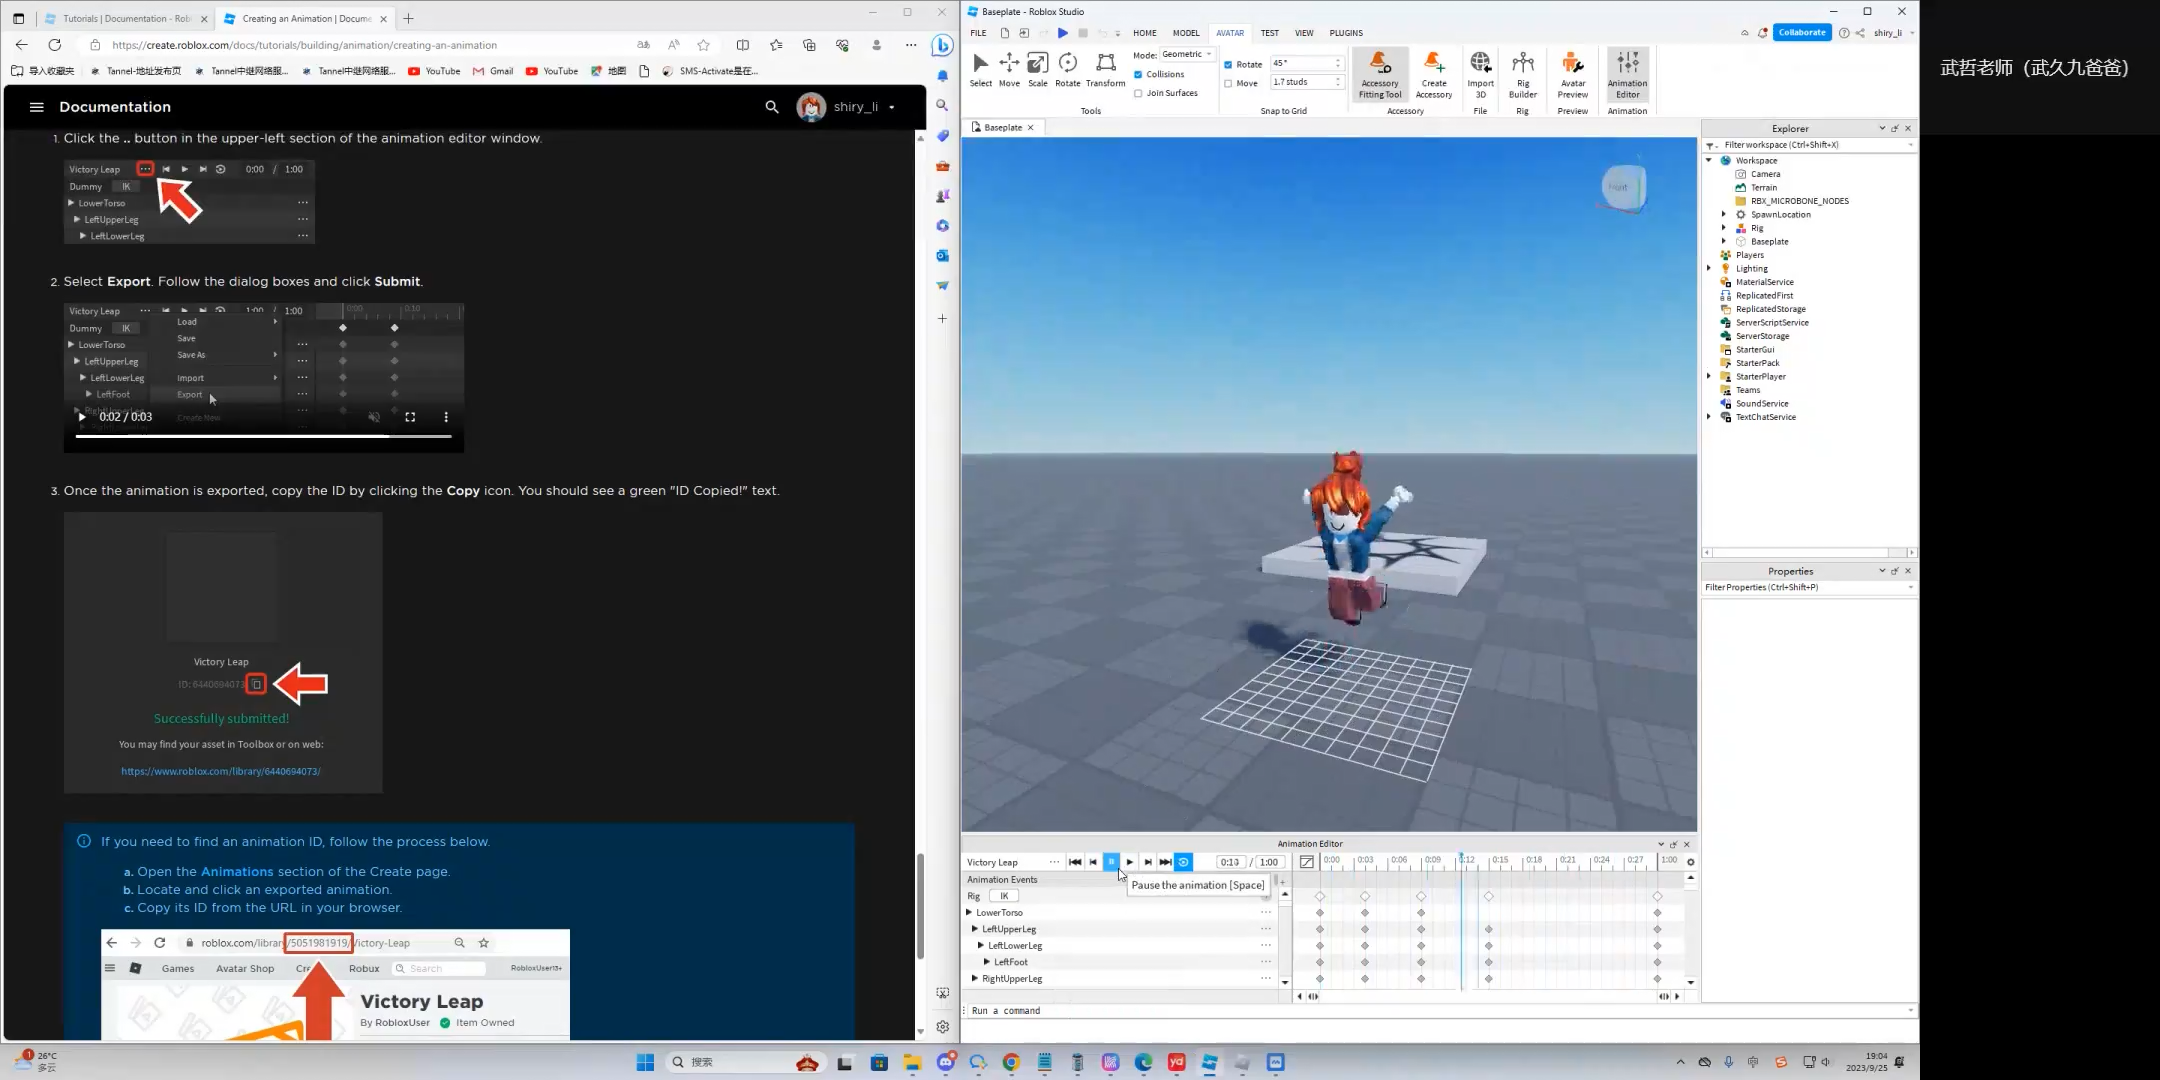 Tutorials | Documentation - Rob
Creating an Animation | Docume
https://create.roblox.com/docs/tutorials/building/animation/creating-an-animation
导入收藏夹
Tannel-地址发布页
Tannel中继网络服...
Tannel中继网络服...
YouTube
Gmail
YouTube
地图
SMS-Activate是在...
Documentation
shiry_li
1. Click the .. button in the upper-left section of the animation editor window.
Victory Leap
0:00 / 1:00
Dummy IK
LowerTorso
LeftUpperLeg
LeftLowerLeg
2. Select Export. Follow the dialog boxes and click Submit.
Victory Leap
1:00 / 1:00
0:00
0:10
Dummy IK
LowerTorso
LeftUpperLeg
LeftLowerLeg
LeftFoot
RightUpperLeg
Load
Save
Save As
Import
Export
Create New
0:02 / 0:03
3. Once the animation is exported, copy the ID by clicking the Copy icon. You should see a green "ID Copied!" text.
Victory Leap
ID: 6440694073
Successfully submitted!
You may find your asset in Toolbox or on web:
https://www.roblox.com/library/6440694073/
If you need to find an animation ID, follow the process below.
a. Open the Animations section of the Create page.
b. Locate and click an exported animation.
c. Copy its ID from the URL in your browser.
roblox.com/library/5051981919/Victory-Leap
Games
Avatar Shop
Cre
Robux
Search
RobloxUser13+
Victory Leap
By RobloxUser
Item Owned
Baseplate - Roblox Studio
FILE
HOME
MODEL
AVATAR
TEST
VIEW
PLUGINS
Collaborate
shiry_li
Select
Move
Scale
Rotate
Transform
Mode: Geometric
Collisions
Join Surfaces
Tools
Rotate 45°
Move 1.7 studs
Snap to Grid
Accessory Fitting Tool
Create Accessory
Accessory
Import 3D
File
Rig Builder
Rig
Avatar Preview
Preview
Animation Editor
Animation
Baseplate
Front
Explorer
Filter workspace (Ctrl+Shift+X)
Workspace
Camera
Terrain
RBX_MICROBONE_NODES
SpawnLocation
Rig
Baseplate
Players
Lighting
MaterialService
ReplicatedFirst
ReplicatedStorage
ServerScriptService
ServerStorage
StarterGui
StarterPack
StarterPlayer
Teams
SoundService
TextChatService
Properties
Filter Properties (Ctrl+Shift+P)
Animation Editor
Victory Leap
0:13 / 1:00
0:00
0:03
0:06
0:09
0:12
0:15
0:18
0:21
0:24
0:27
1:00
Animation Events
Pause the animation [Space]
Rig IK
LowerTorso
LeftUpperLeg
LeftLowerLeg
LeftFoot
RightUpperLeg
Run a command
武哲老师（武久九爸爸）
26°C
多云
搜索
19:04
2023/9/25